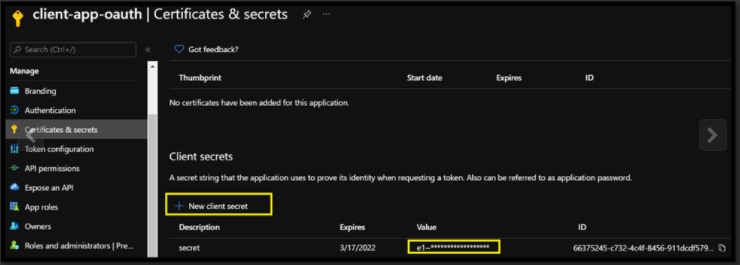 client-app-oauth | Certificates & secrets
Search (Ctrl+/)
«
Got feedback?
Manage
Thumbprint Start date Expires ID
Branding
No certificates have been added for this application.
Authentication
Certificates & secrets
Token configuration
Client secrets
API permissions
A secret string that the application uses to prove its identity when requesting a token. Also can be referred to as application password.
Expose an API
+ New client secret
App roles
Description Expires Value ID
Owners
Roles and administrators | Pre...
secret 3/17/2022 e1~****************** 66375245-c732-4c4f-8456-911dcdf579...